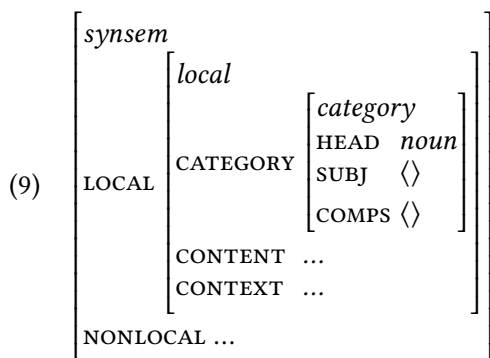 synsem
local
category
HEAD noun
(9) LOCAL CATEGORY SUBJ ⟨⟩
COMPS ⟨⟩
CONTENT ...
CONTEXT ...
NONLOCAL ...